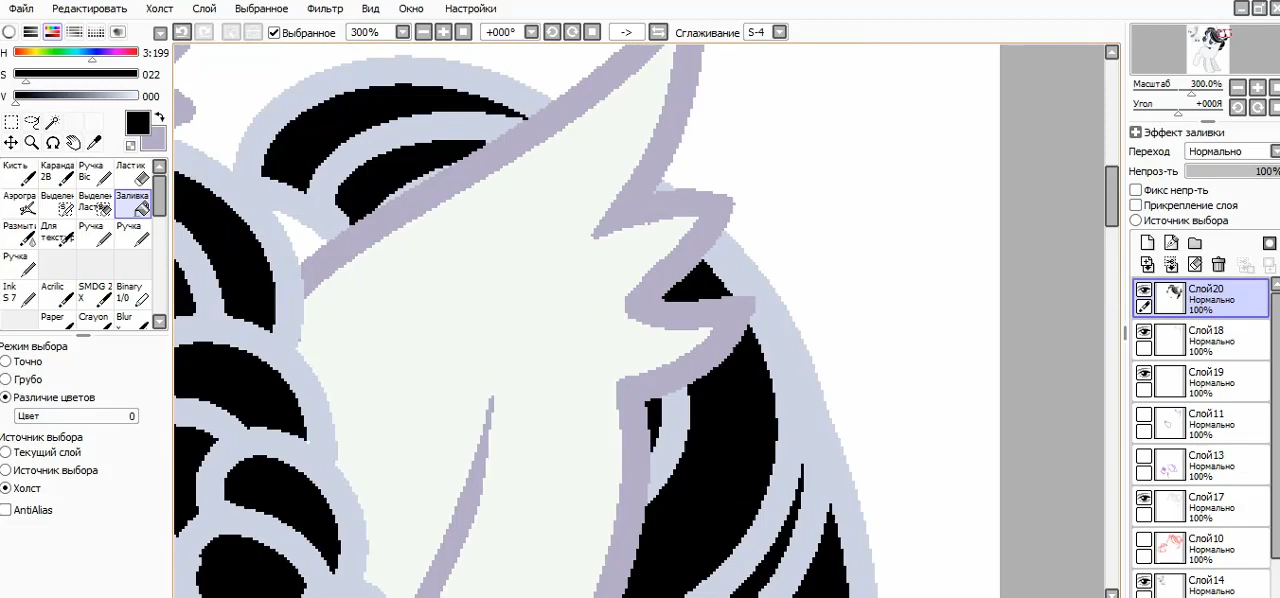 Файл Редактировать Холст Слой Выбранное Фильтр Вид Окно Настройки
Выбранное 300% +000° -> Сглаживание S-4
H 3:199
S 022
V 000
Кисть Каранда 2B Ручка Bic Ластик
Аэрогра Выделен Выделен Ласти Заливка
Размыт Для текст Ручка Ручка
Ручка
Ink S 7 Acrilic SMDG 2 X Binary 1/0
Paper Crayon Blur
Режим выбора
Точно
Грубо
Различие цветов
Цвет 0
Источник выбора
Текущий слой
Источник выбора
Холст
AntiAlias
Масштаб 300.0%
Угол +000Я
Эффект заливки
Переход Нормально
Непроз-ть 100%
Фикс непр-ть
Прикрепление слоя
Источник выбора
Слой20
Нормально
100%
Слой18
Нормально
100%
Слой19
Нормально
100%
Слой11
Нормально
100%
Слой13
Нормально
100%
Слой17
Нормально
100%
Слой10
Нормально
100%
Слой14
Нормально